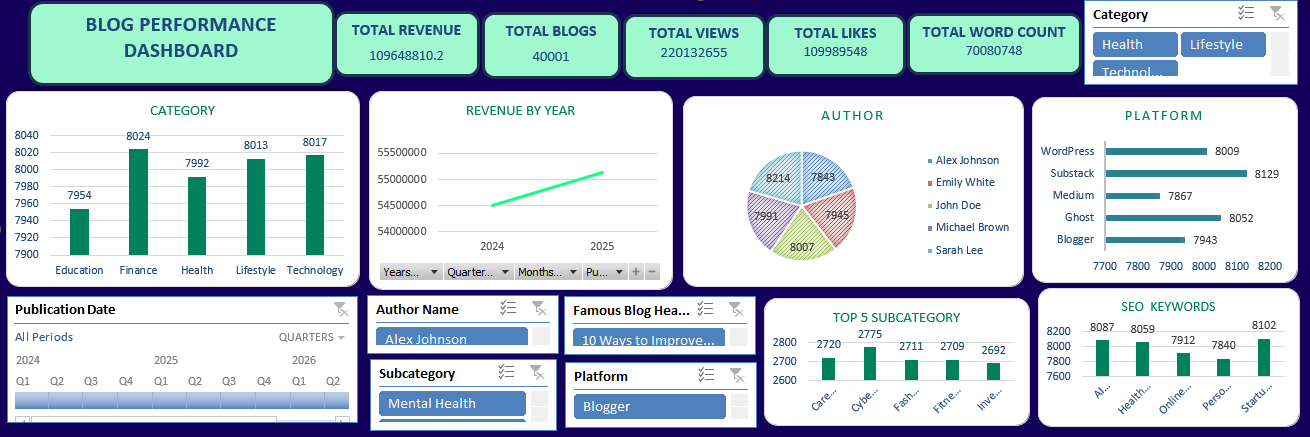 BLOG PERFORMANCE
DASHBOARD
TOTAL REVENUE
109648810.2
TOTAL BLOGS
40001
TOTAL VIEWS
220132655
TOTAL LIKES
109989548
TOTAL WORD COUNT
70080748
Category
Health
Lifestyle
Technol...
CATEGORY
8040
8020
8000
7980
7960
7940
7920
7900
7954
8024
7992
8013
8017
Education
Finance
Health
Lifestyle
Technology
REVENUE BY YEAR
55500000
55000000
54500000
54000000
2024
2025
Years...
Quarter...
Months...
Pu...
+
−
AUTHOR
7843
7945
8007
7991
8214
Alex Johnson
Emily White
John Doe
Michael Brown
Sarah Lee
PLATFORM
WordPress
8009
Substack
8129
Medium
7867
Ghost
8052
Blogger
7943
7700 7800 7900 8000 8100 8200
Publication Date
All Periods
QUARTERS
2024
2025
2026
Q1 Q2 Q3 Q4 Q1 Q2 Q3 Q4 Q1 Q2
Author Name
Alex Johnson
Famous Blog Hea...
10 Ways to Improve...
Subcategory
Mental Health
Platform
Blogger
TOP 5 SUBCATEGORY
2800
2700
2600
2720
2775
2711
2709
2692
Care...
Cybe...
Fash...
Fitne...
Inve...
SEO KEYWORDS
8200
8000
7800
7600
8087
8059
7912
7840
8102
AI...
Health...
Online...
Perso...
Startu...